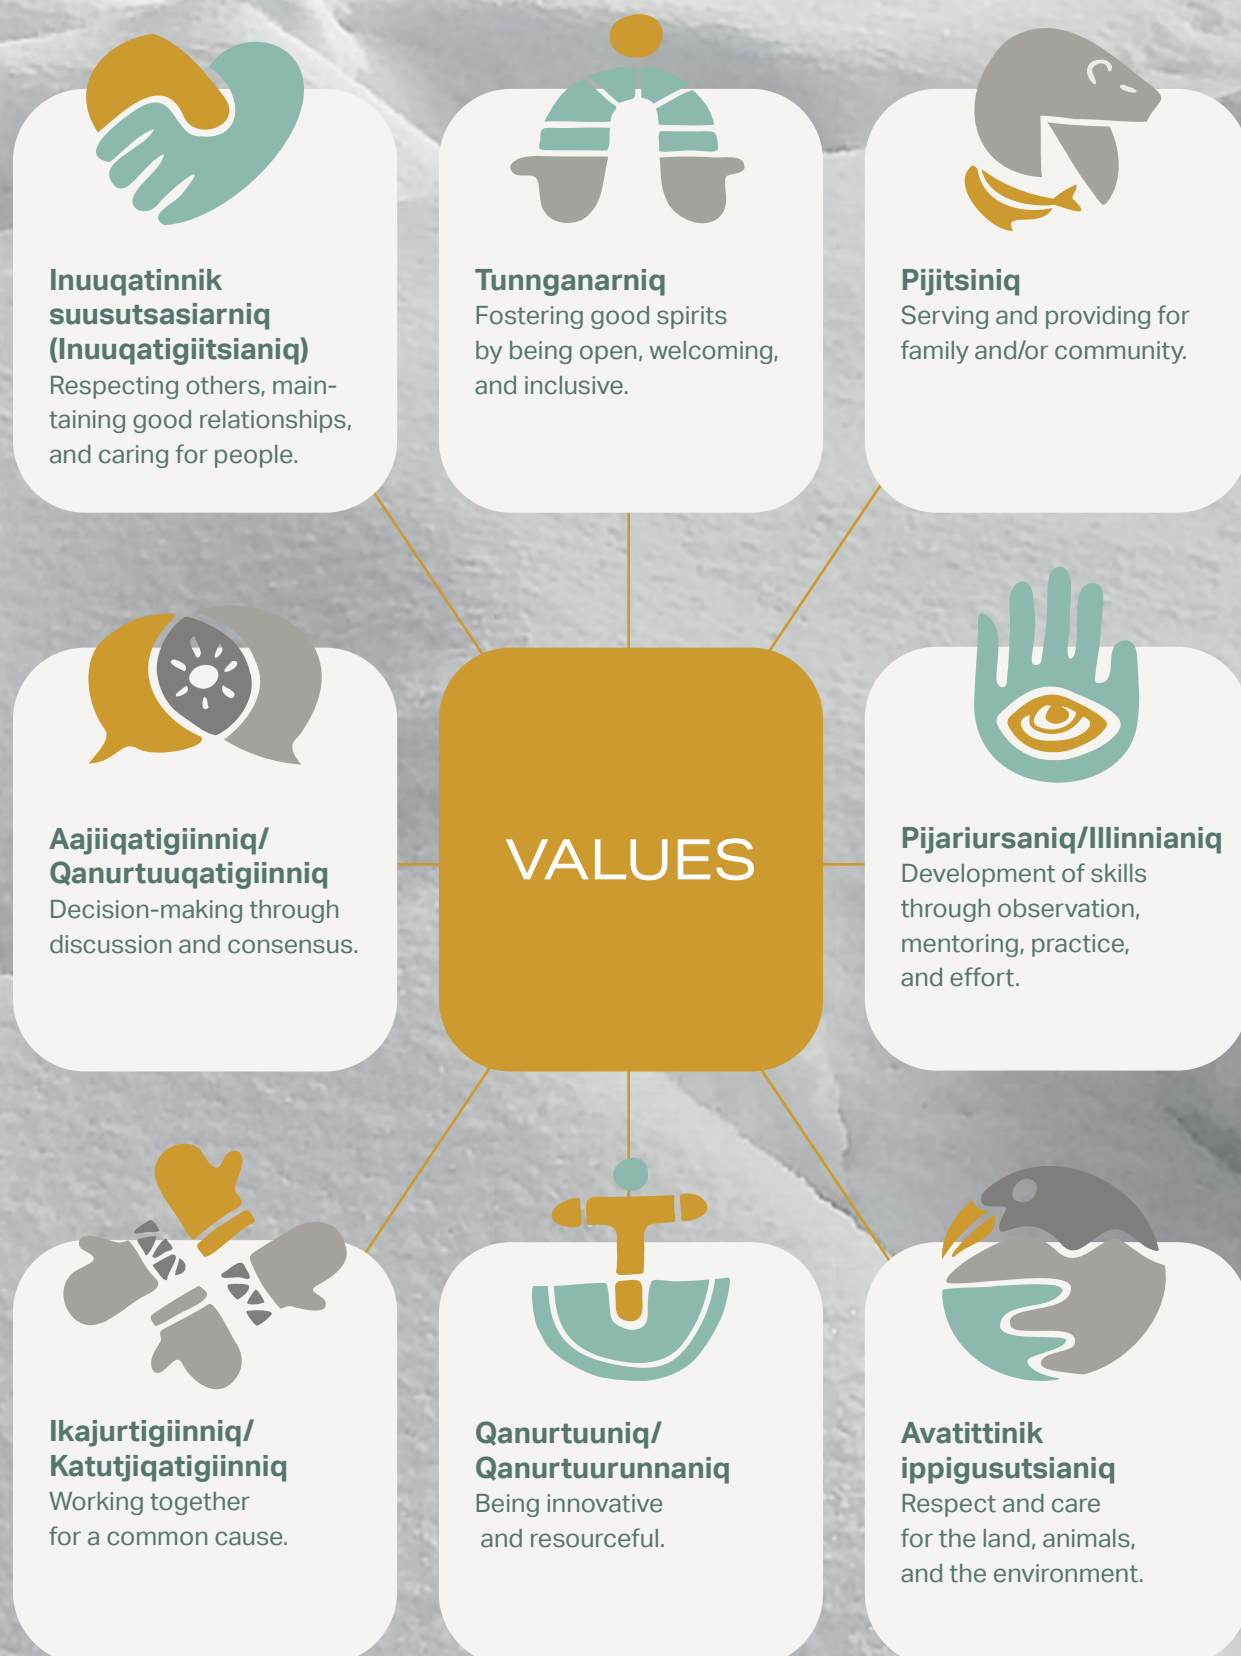 Inuuqatinnik
suusutsasiarniq
(Inuuqatigiitsianiq)
Respecting others, main-
taining good relationships,
and caring for people.
Tunnganarniq
Fostering good spirits
by being open, welcoming,
and inclusive.
Pijitsiniq
Serving and providing for
family and/or community.
Aajiiqatigiinniq/
Qanurtuuqatigiinniq
Decision-making through
discussion and consensus.
VALUES
Pijariursaniq/Illinnianiq
Development of skills
through observation,
mentoring, practice,
and effort.
Ikajurtigiinniq/
Katutjiqatigiinniq
Working together
for a common cause.
Qanurtuuniq/
Qanurtuurunnaniq
Being innovative
and resourceful.
Avatittinik
ippigusutsianiq
Respect and care
for the land, animals,
and the environment.